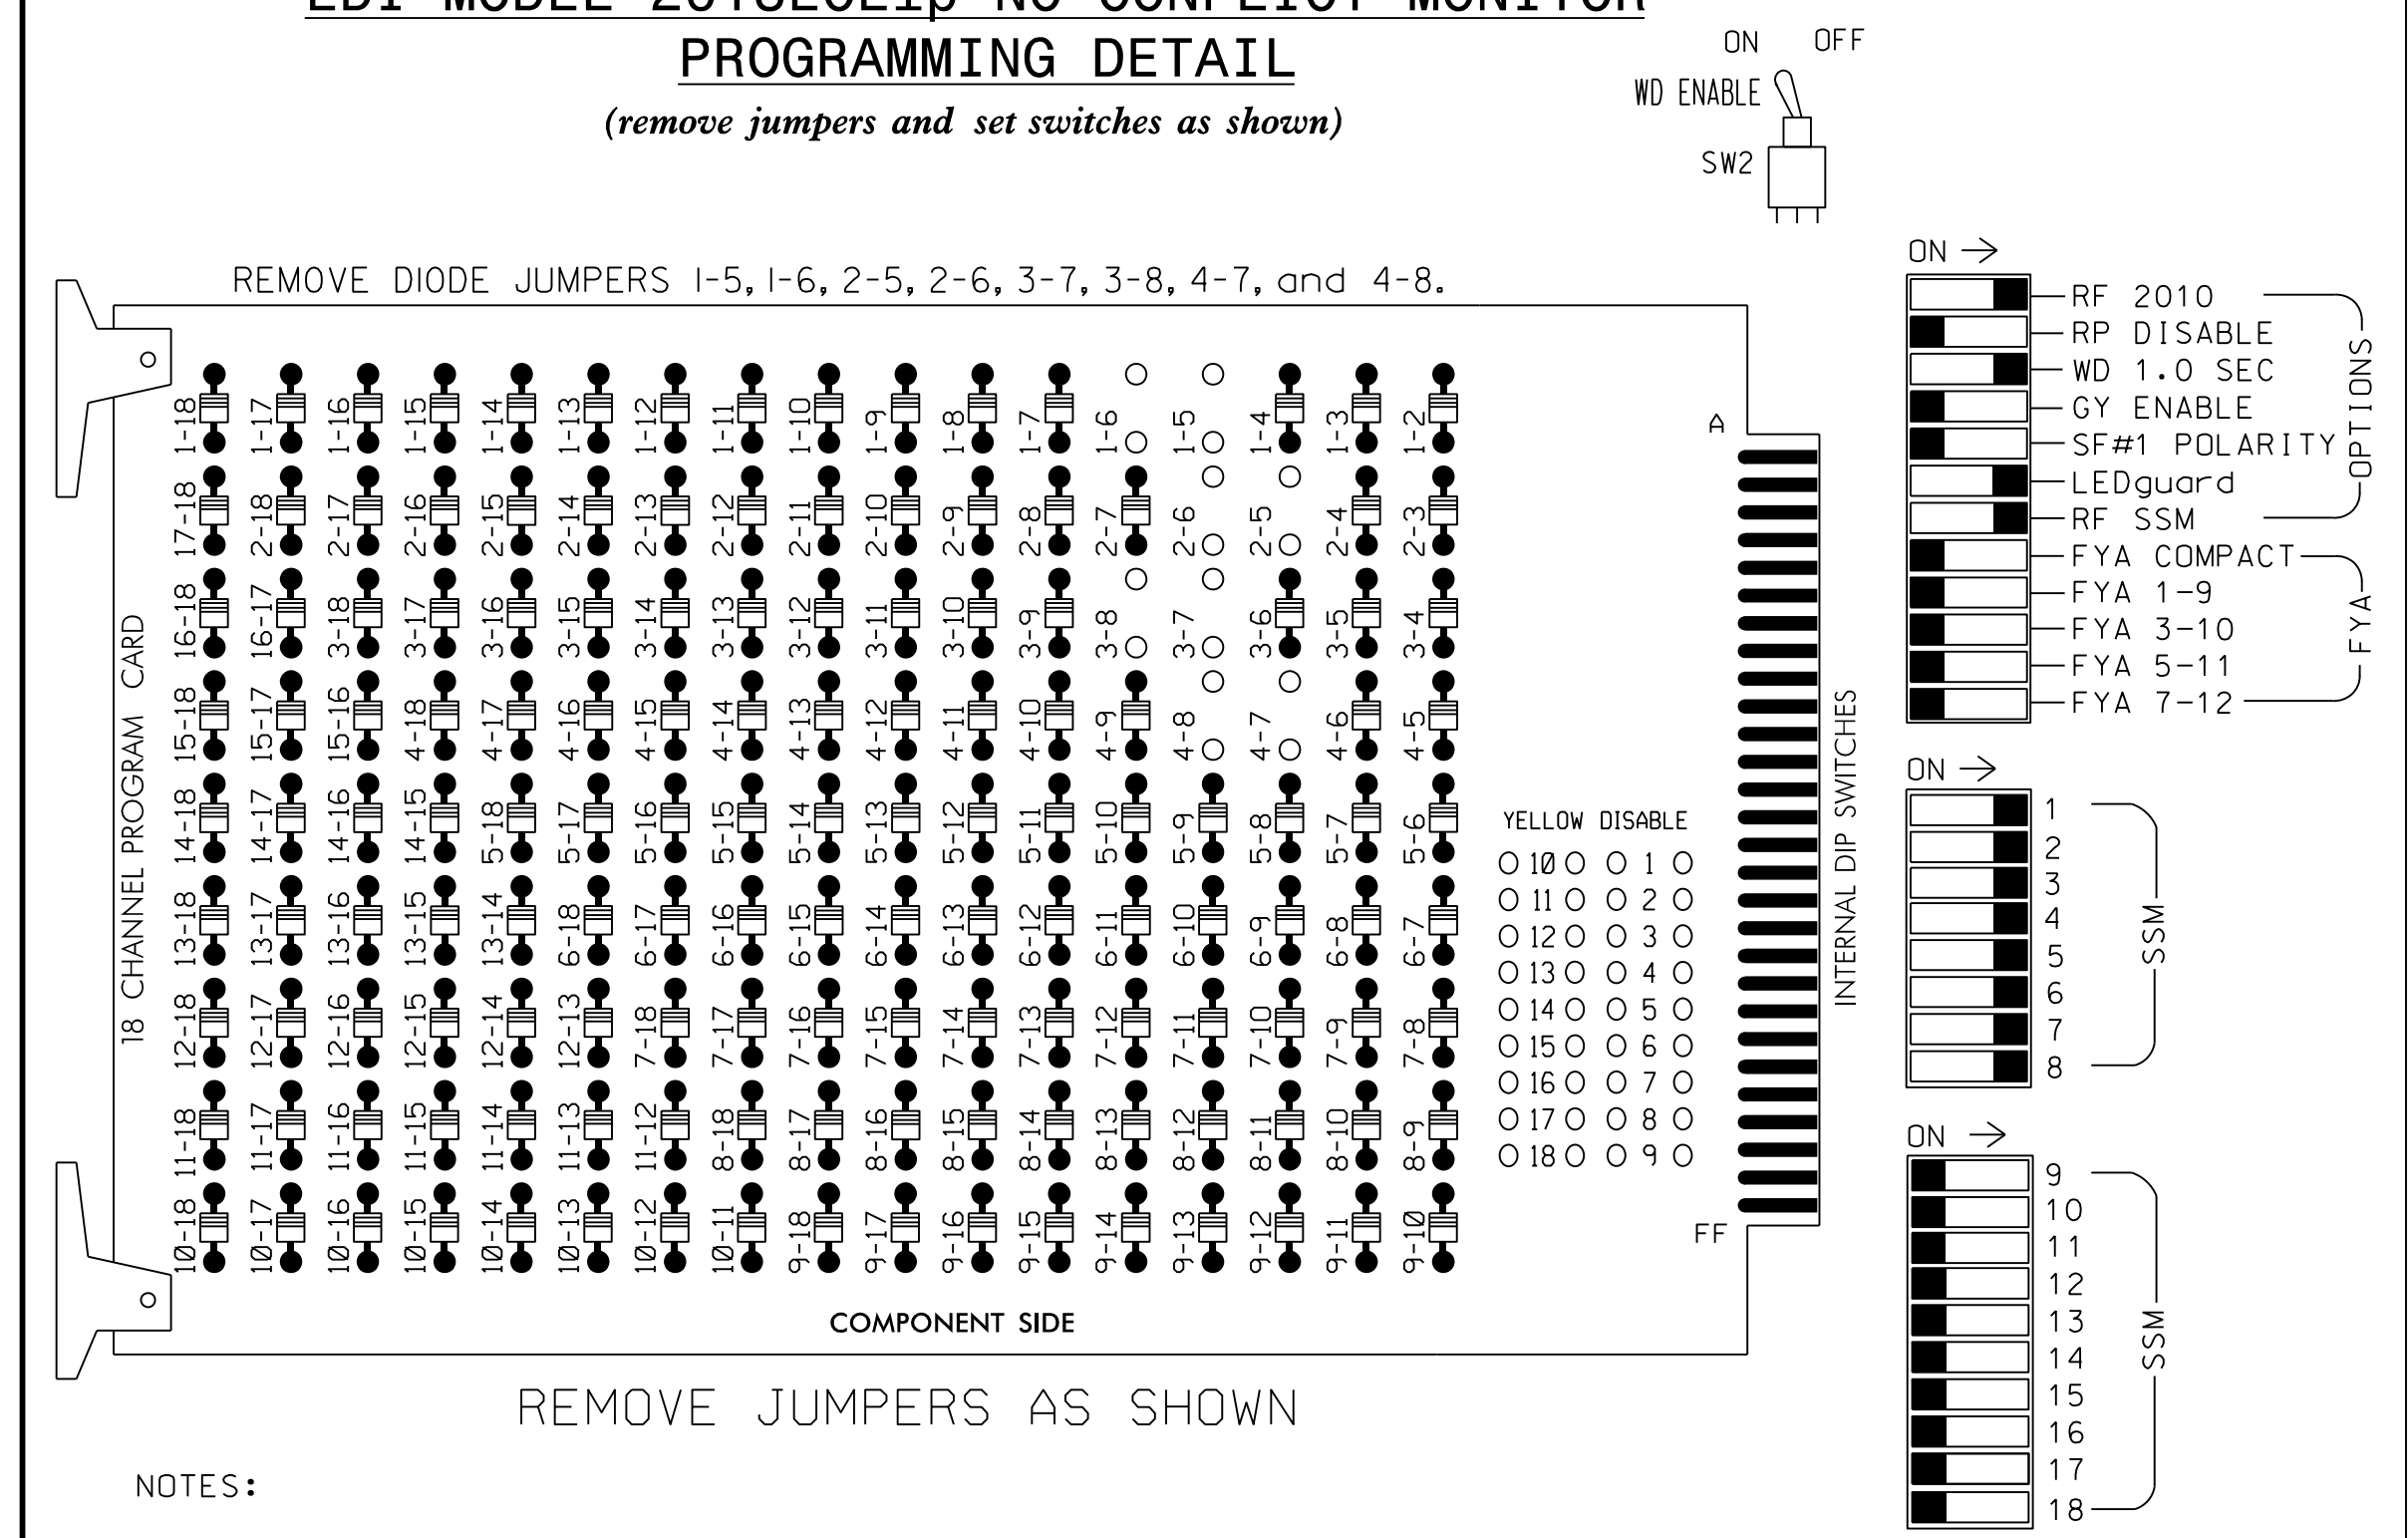 EDI MODEL 2018ECLip-NC CONFLICT MONITOR
PROGRAMMING DETAIL
(remove jumpers and set switches as shown)
ON OFF
WD ENABLE
SW2
REMOVE DIODE JUMPERS 1-5, 1-6, 2-5, 2-6, 3-7, 3-8, 4-7, and 4-8.
18 CHANNEL PROGRAM CARD
1-18 1-17 1-16 1-15 1-14 1-13 1-12 1-11 1-10 1-9 1-8 1-7 1-6 1-5 1-4 1-3 1-2
17-18 2-18 2-17 2-16 2-15 2-14 2-13 2-12 2-11 2-10 2-9 2-8 2-7 2-6 2-5 2-4 2-3
16-18 16-17 3-18 3-17 3-16 3-15 3-14 3-13 3-12 3-11 3-10 3-9 3-8 3-7 3-6 3-5 3-4
15-18 15-17 15-16 4-18 4-17 4-16 4-15 4-14 4-13 4-12 4-11 4-10 4-9 4-8 4-7 4-6 4-5
14-18 14-17 14-16 14-15 5-18 5-17 5-16 5-15 5-14 5-13 5-12 5-11 5-10 5-9 5-8 5-7 5-6
13-18 13-17 13-16 13-15 13-14 6-18 6-17 6-16 6-15 6-14 6-13 6-12 6-11 6-10 6-9 6-8 6-7
12-18 12-17 12-16 12-15 12-14 12-13 7-18 7-17 7-16 7-15 7-14 7-13 7-12 7-11 7-10 7-9 7-8
11-18 11-17 11-16 11-15 11-14 11-13 11-12 8-18 8-17 8-16 8-15 8-14 8-13 8-12 8-11 8-10 8-9
10-18 10-17 10-16 10-15 10-14 10-13 10-12 10-11 9-18 9-17 9-16 9-15 9-14 9-13 9-12 9-11 9-10
A
YELLOW DISABLE
10 1
11 2
12 3
13 4
14 5
15 6
16 7
17 8
18 9
FF
COMPONENT SIDE
INTERNAL DIP SWITCHES
ON
RF 2010
RP DISABLE
WD 1.0 SEC
GY ENABLE
SF#1 POLARITY
LEDguard
RF SSM
OPTIONS
FYA COMPACT
FYA 1-9
FYA 3-10
FYA 5-11
FYA 7-12
FYA
ON
1
2
3
4
5
6
7
8
SSM
ON
9
10
11
12
13
14
15
16
17
18
SSM
REMOVE JUMPERS AS SHOWN
NOTES: